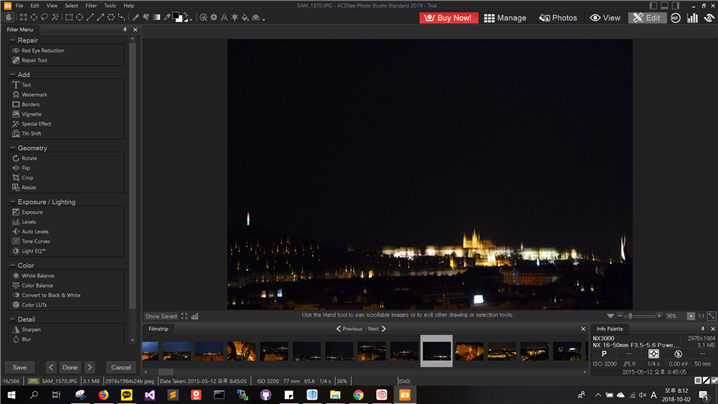 SAM_1570.JPG - ACDSee Photo Studio Standard 2019 - Trial
File Edit View Select Filter Tools Help
Buy Now! Manage Photos View Edit
Filter Menu
Repair
Red Eye Reduction
Repair Tool
Add
Text
Watermark
Borders
Vignette
Special Effect
Tilt-Shift
Geometry
Rotate
Flip
Crop
Resize
Exposure / Lighting
Exposure
Levels
Auto Levels
Tone Curves
Light EQ™
Color
White Balance
Color Balance
Convert to Black & White
Color LUTs
Detail
Sharpen
Blur
Save Done Cancel
Show Saved
Use the Hand tool to pan scrollable images or to exit other drawing or selection tools.
36% 1:1
Filmstrip
Previous Next
Info Palette
NX3000 2976x1984
NX 16-50mm F3.5-5.6 Power... 3.1 MB
P -- --
ISO 3200 f/5.6 1/4 s 0.00 eV 50 mm
2015-05-12 오후 8:45:05
16/364 JPG SAM_1570.JPG 3.1 MB 2976x1984x24b jpeg Date Taken: 2015-05-12 오후 8:45:05 ISO 3200 77 mm f/5.6 1/4 s 36% (0x0)
A 오후 8:12
2018-10-02